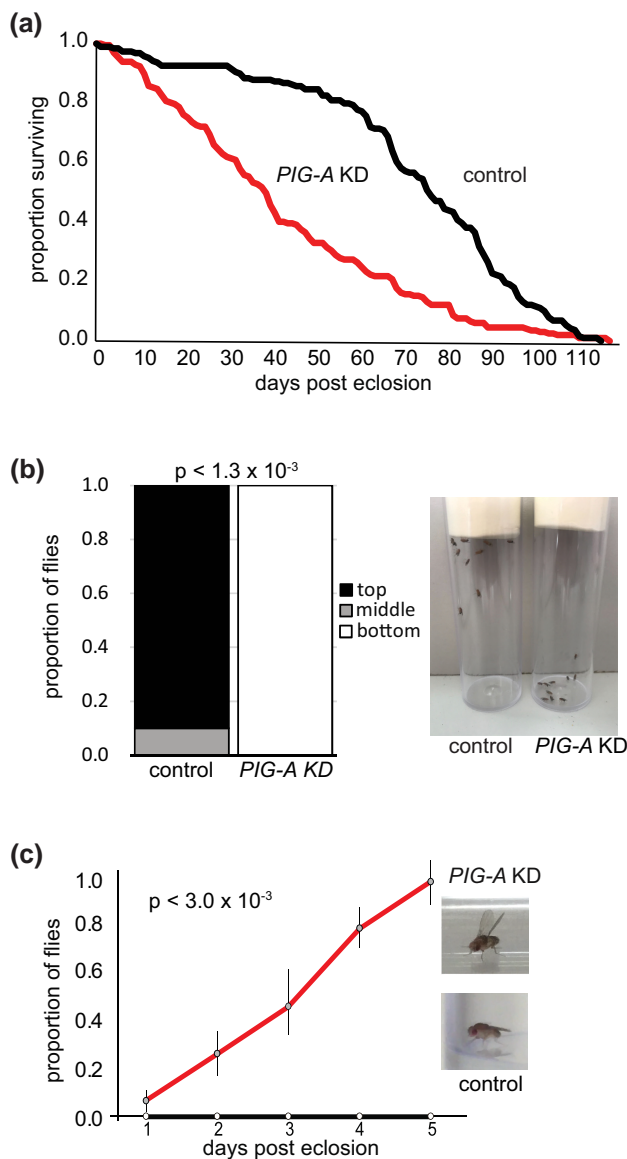 (a)
1.0
0.8
0.6
0.4
0.2
0.0
proportion surviving
PIG-A KD
control
0 10 20 30 40 50 60 70 80 90 100 110
days post eclosion
(b)
p < 1.3 x 10-3
1.0
0.8
0.6
0.4
0.2
0.0
proportion of flies
control PIG-A KD
top
middle
bottom
control PIG-A KD
(c)
1.0
0.8
0.6
0.4
0.2
0.0
proportion of flies
p < 3.0 x 10-3
1 2 3 4 5
days post eclosion
PIG-A KD
control